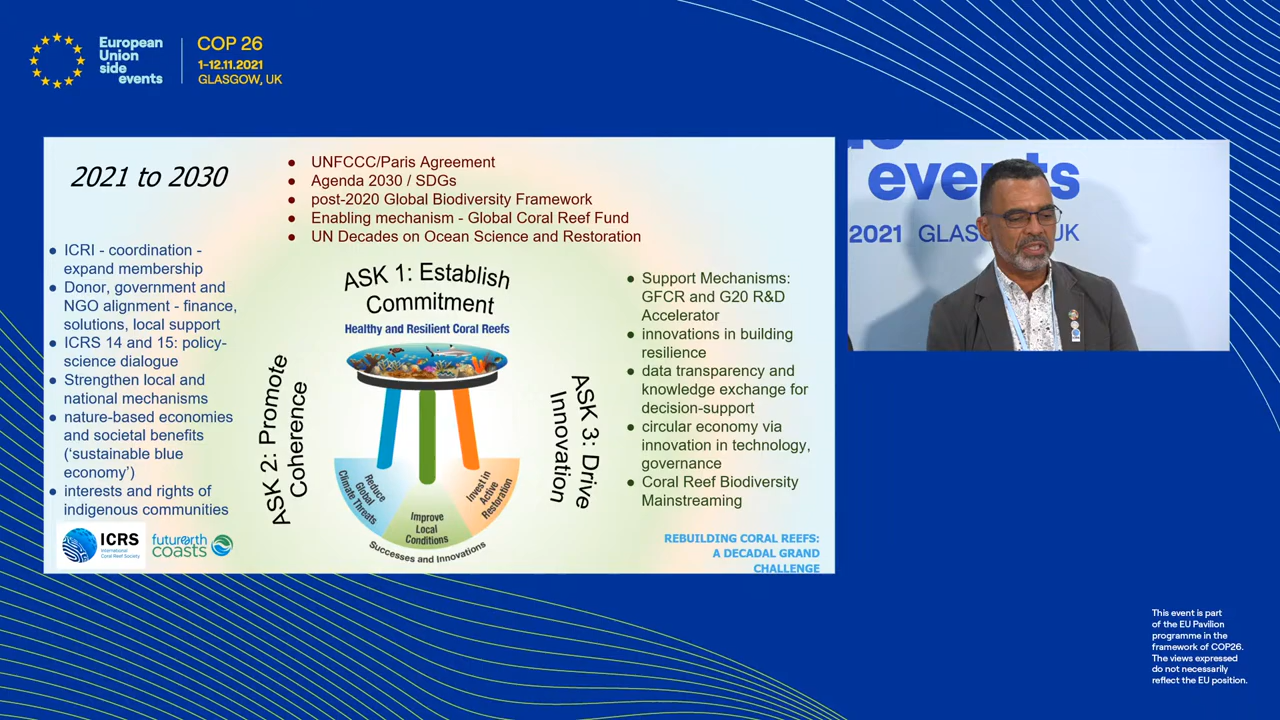 European
Union
side
events
COP 26
1-12.11.2021
GLASGOW, UK
2021 to 2030
● UNFCCC/Paris Agreement
● Agenda 2030 / SDGs
● post-2020 Global Biodiversity Framework
● Enabling mechanism - Global Coral Reef Fund
● UN Decades on Ocean Science and Restoration
● ICRI - coordination -
expand membership
● Donor, government and
NGO alignment - finance,
solutions, local support
● ICRS 14 and 15: policy-
science dialogue
● Strengthen local and
national mechanisms
● nature-based economies
and societal benefits
(‘sustainable blue
economy’)
● interests and rights of
indigenous communities
ICRS
International
Coral Reef Society
futurearth
coasts
ASK 1: Establish
Commitment
Healthy and Resilient Coral Reefs
ASK 2: Promote
Coherence
ASK 3: Drive
Innovation
Reduce
Global
Climate Threats
Improve
Local
Conditions
Invest in
Active
Restoration
Successes and Innovations
● Support Mechanisms:
GFCR and G20 R&D
Accelerator
● innovations in building
resilience
● data transparency and
knowledge exchange for
decision-support
● circular economy via
innovation in technology,
governance
● Coral Reef Biodiversity
Mainstreaming
REBUILDING CORAL REEFS:
A DECADAL GRAND
CHALLENGE
events
2021 GLAS UK
This event is part
of the EU Pavilion
programme in the
framework of COP26.
The views expressed
do not necessarily
reflect the EU position.